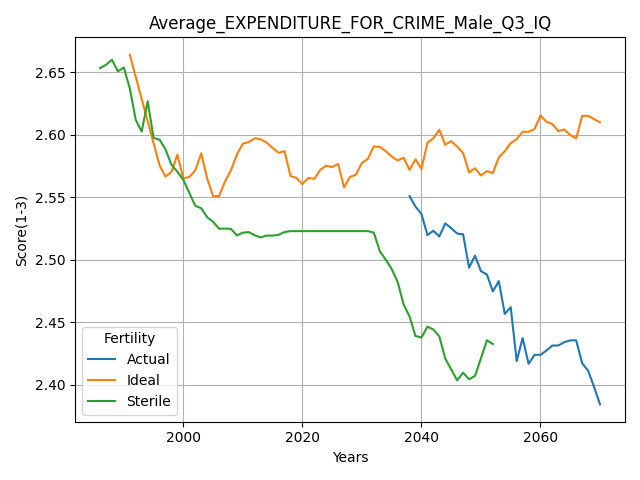 Average_EXPENDITURE_FOR_CRIME_Male_Q3_IQ
2.65
2.60
2.55
2.50
2.45
2.40
Score(1-3)
Fertility
Actual
Ideal
Sterile
2000
2020
2040
2060
Years